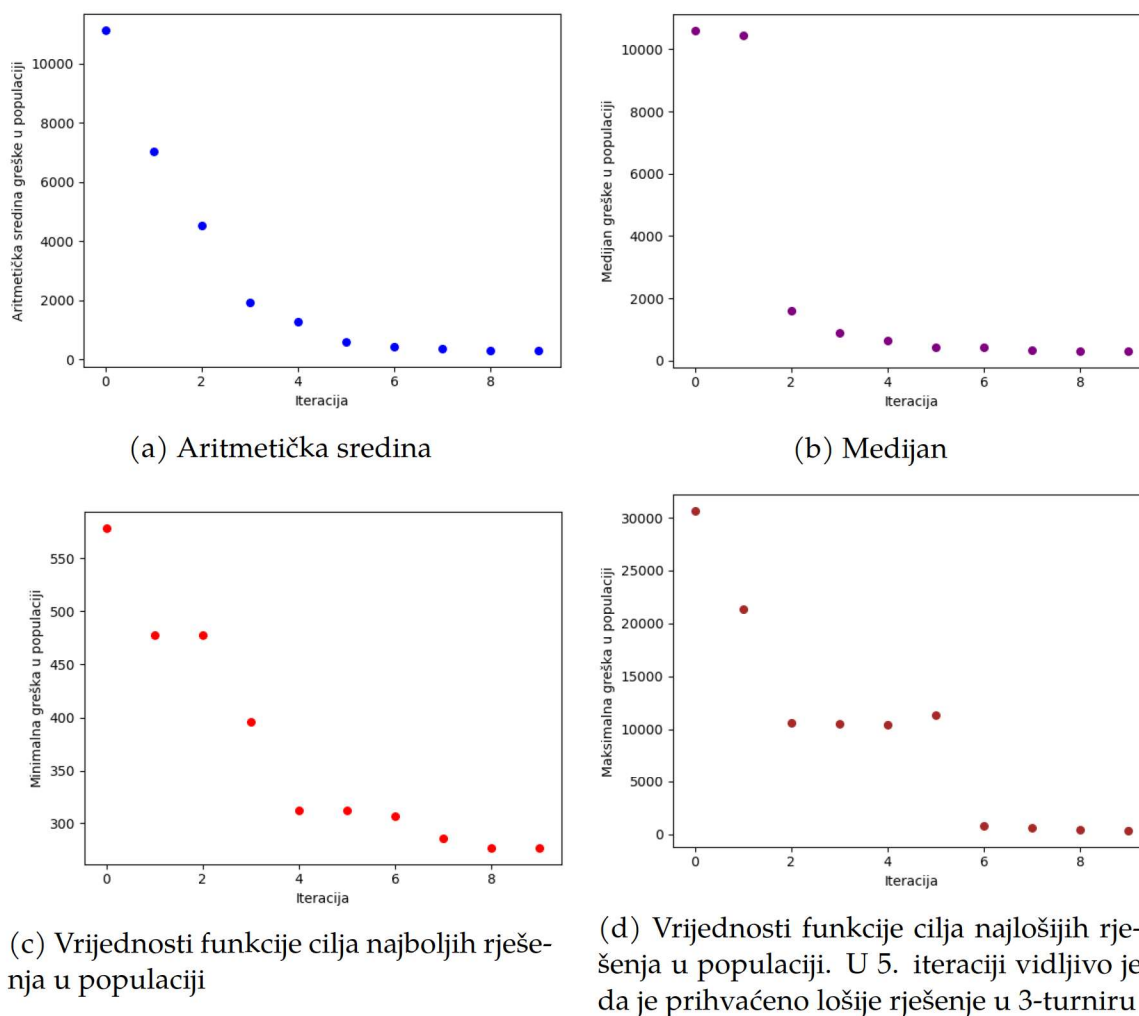 10000
8000
6000
4000
2000
0
Aritmetička sredina greške u populaciji
0 2 4 6 8
Iteracija
(a) Aritmetička sredina
10000
8000
6000
4000
2000
0
Medijan greške u populaciji
0 2 4 6 8
Iteracija
(b) Medijan
550
500
450
400
350
300
Minimalna greška u populaciji
0 2 4 6 8
Iteracija
(c) Vrijednosti funkcije cilja najboljih rješe-
nja u populaciji
30000
25000
20000
15000
10000
5000
0
Maksimalna greška u populaciji
0 2 4 6 8
Iteracija
(d) Vrijednosti funkcije cilja najlošijih rje-
šenja u populaciji. U 5. iteraciji vidljivo je
da je prihvaćeno lošije rješenje u 3-turniru